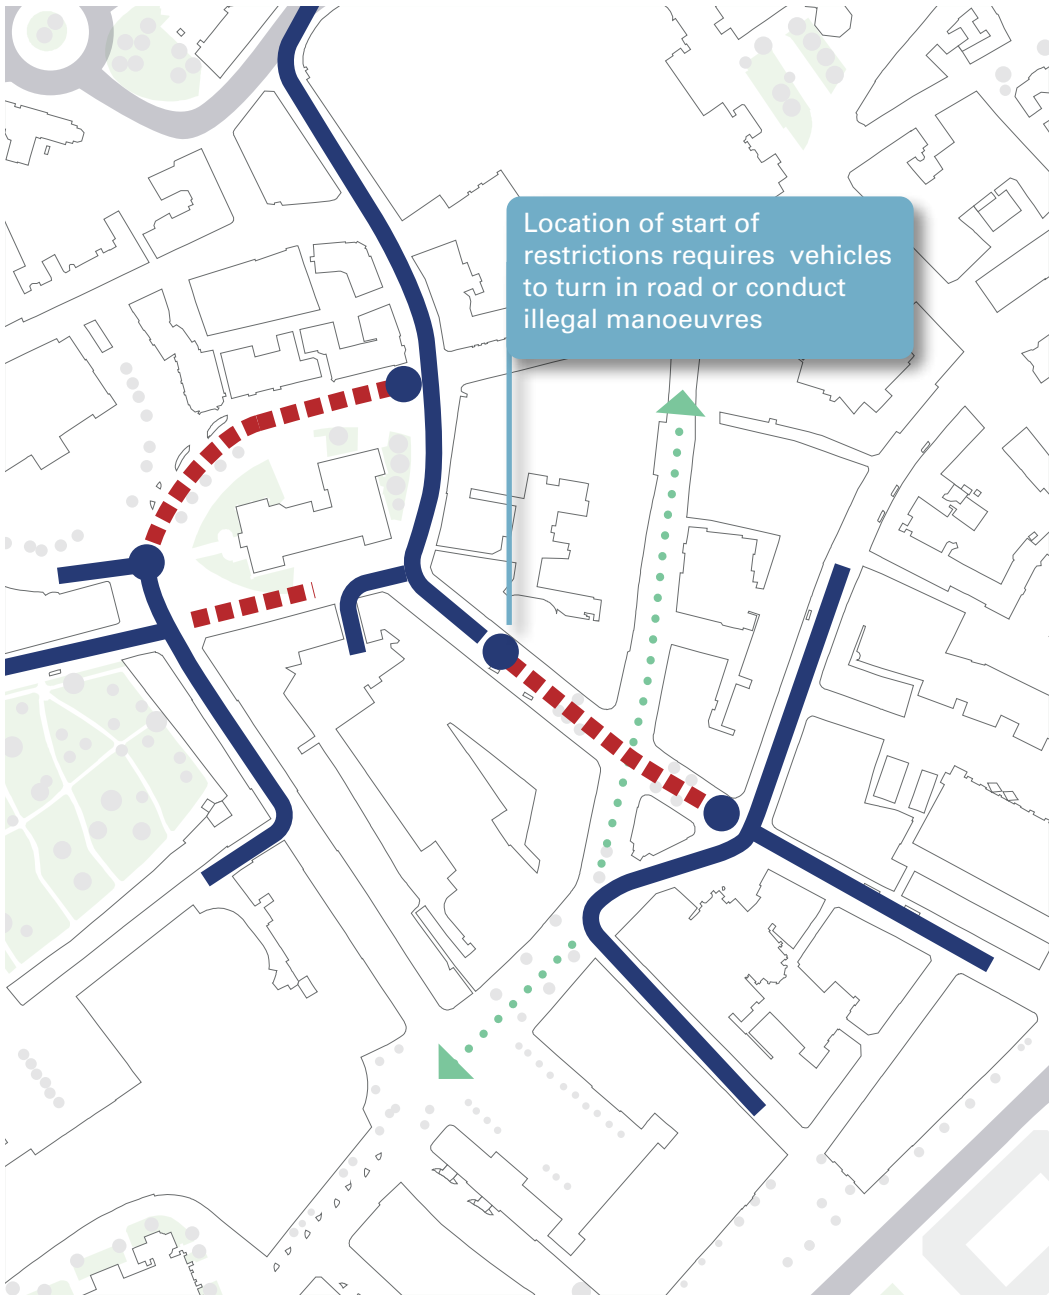 Location of start of
restrictions requires  vehicles
to turn in road or conduct
illegal manoeuvres